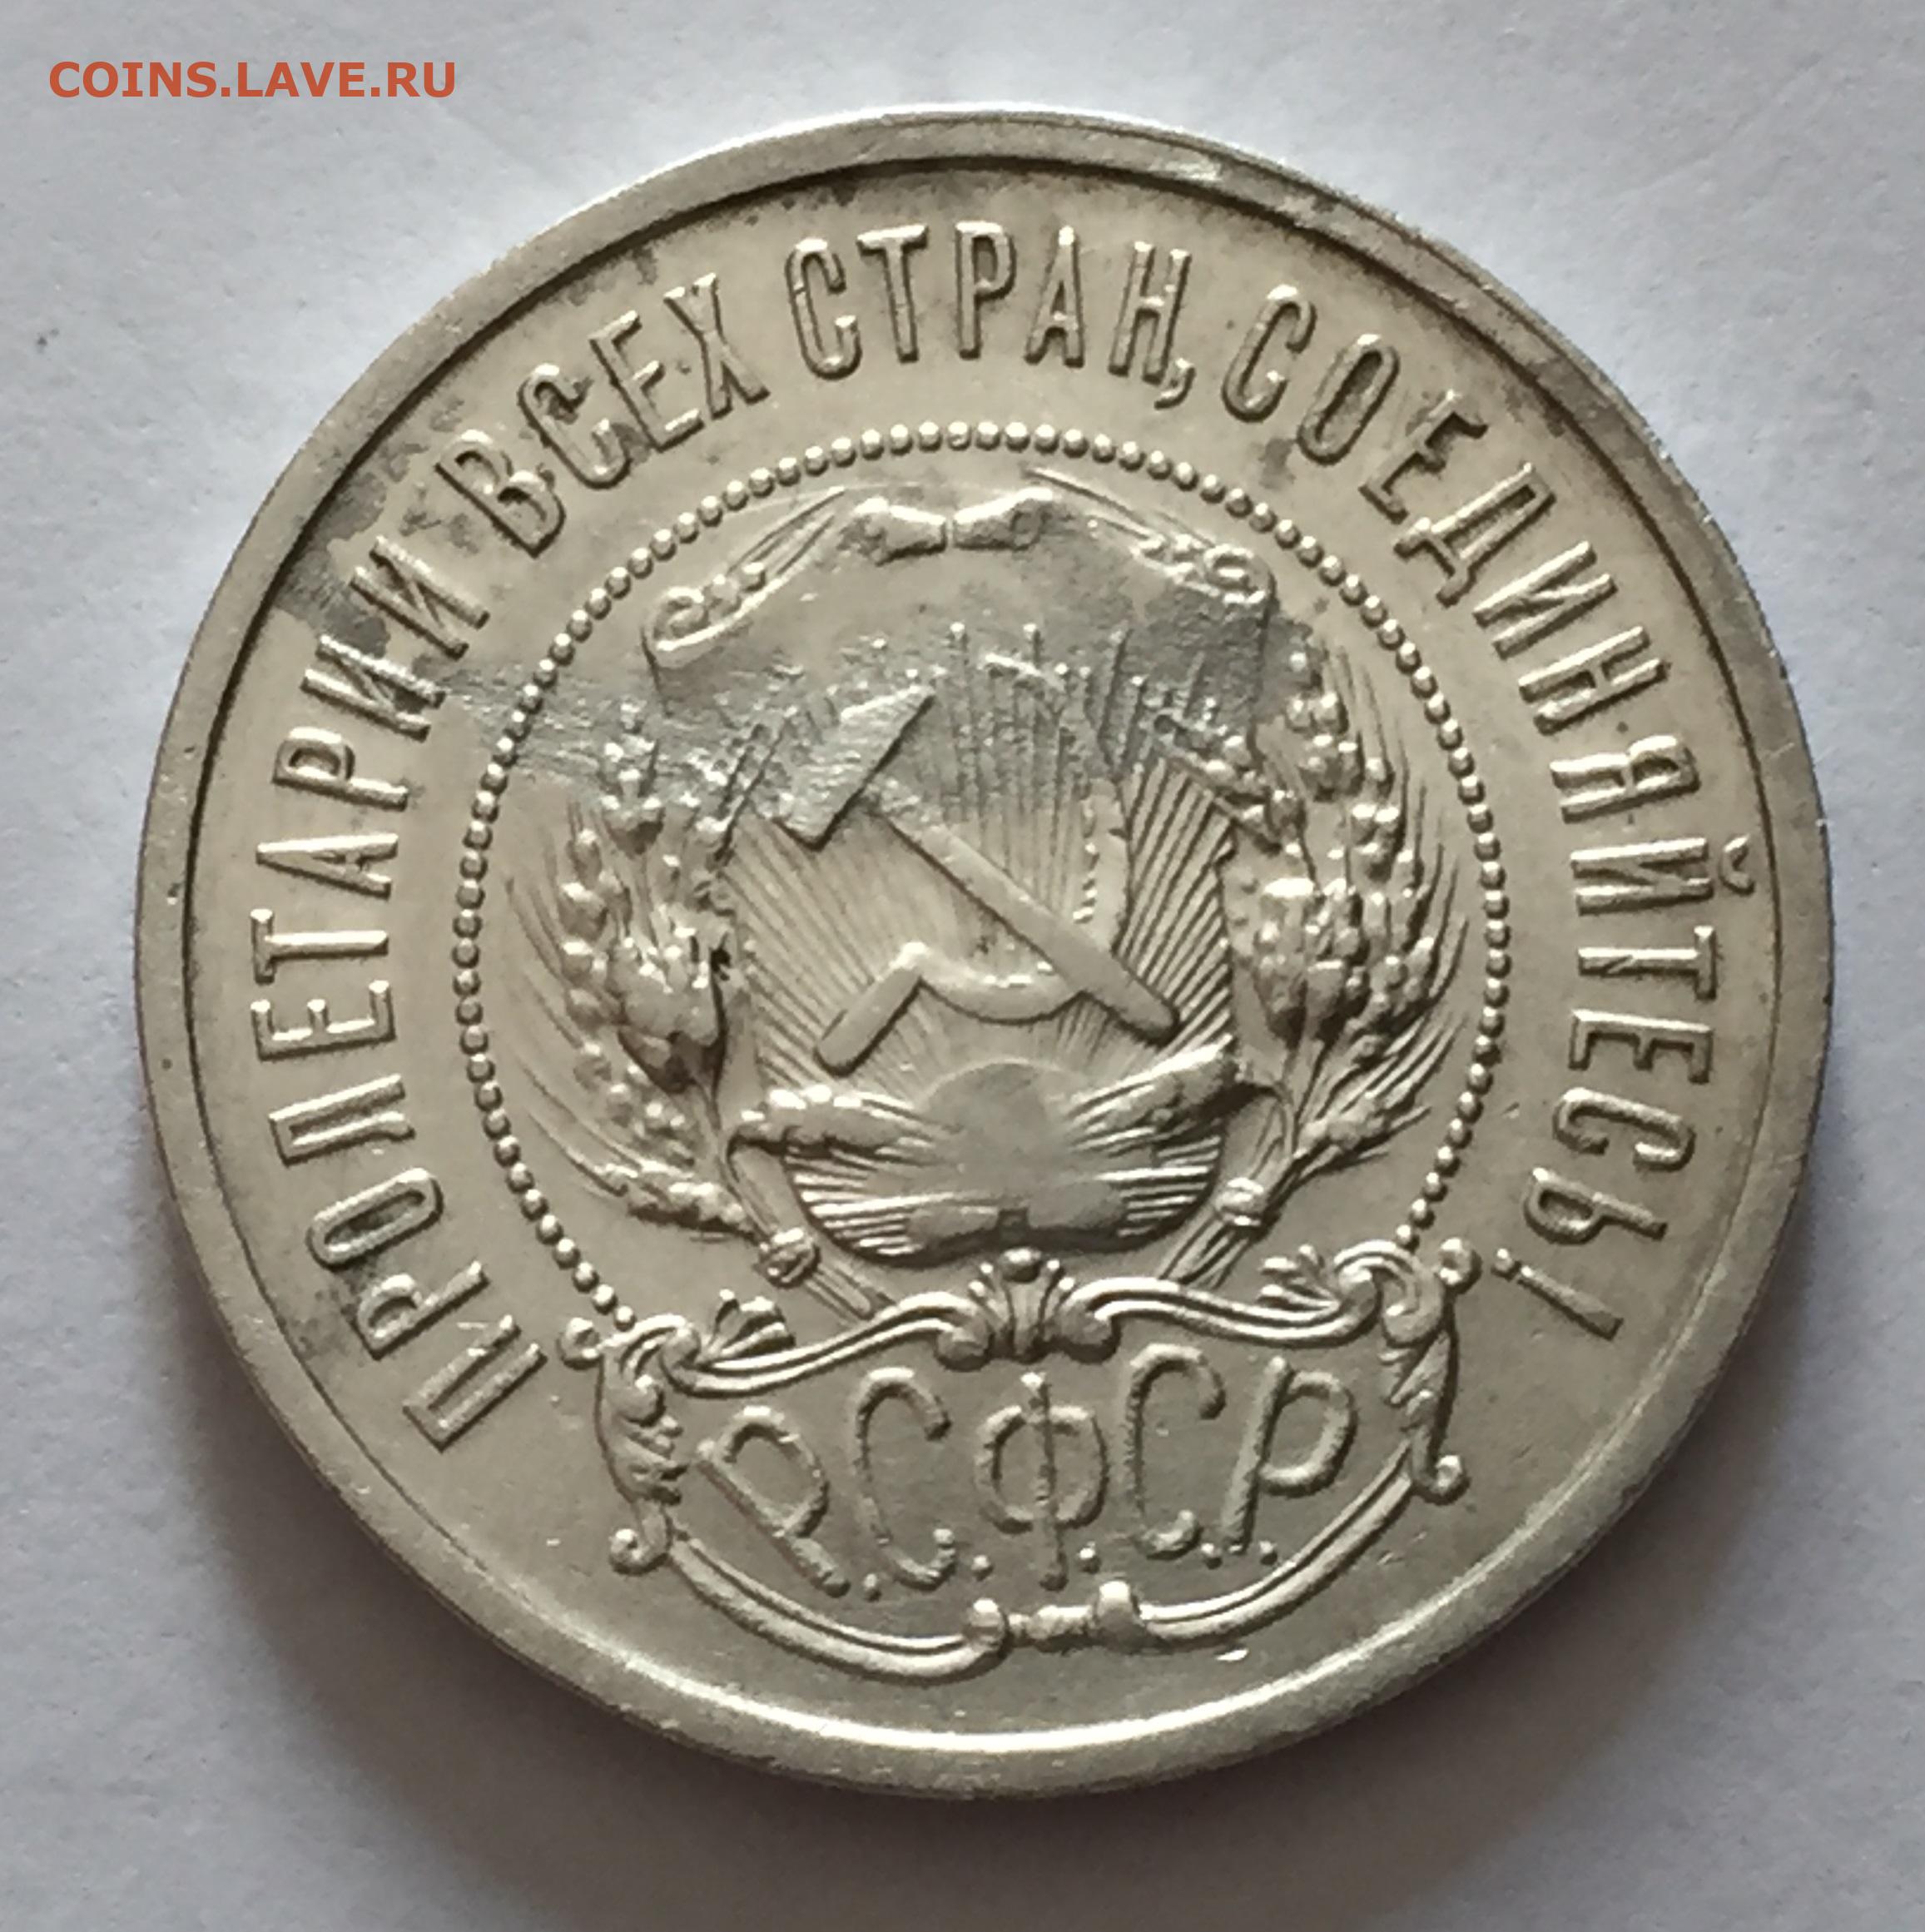 COINS.LAVE.RU
ПРОЛЕТАРИИ ВСЕХ СТРАН, СОЕДИНЯЙТЕСЬ!
Р.С.Ф.С.Р.